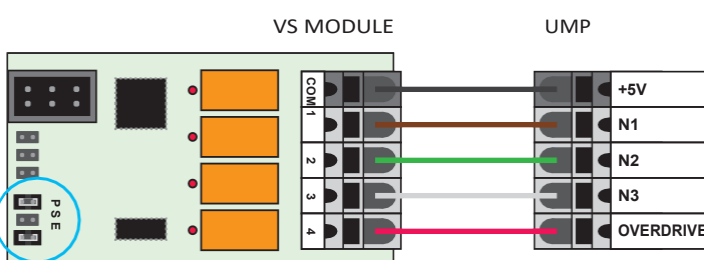 VS MODULE
UMP
COM 1
2
3
4
P S E
+5V
N1
N2
N3
OVERDRIVE